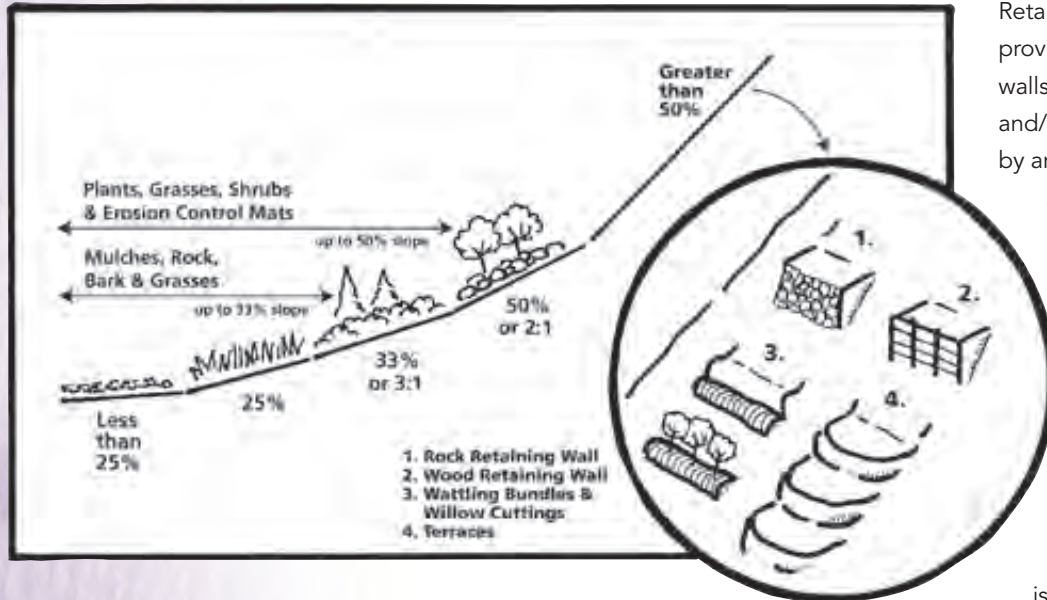 Greater
than
50%
Plants, Grasses, Shrubs
& Erosion Control Mats
up to 50% slope
Mulches, Rock,
Bark & Grasses
up to 33% slope
50%
or 2:1
33%
or 3:1
25%
Less
than
25%
1. Rock Retaining Wall
2. Wood Retaining Wall
3. Wattling Bundles &
Willow Cuttings
4. Terraces
1.
2.
3.
4.
Reta
prov
walls
and/
by a
is